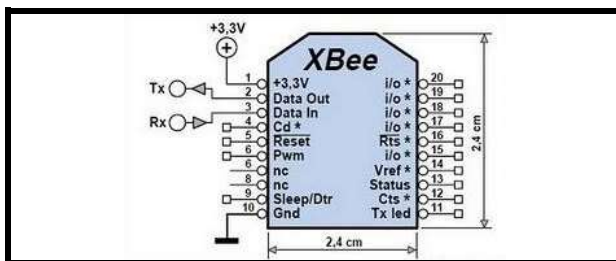 +3,3V
XBee
1 +3,3V i/o * 20
Tx 2 Data Out i/o * 19
3 Data In i/o * 18
Rx 4 Cd * i/o * 17
5 Reset Rts * 16
6 Pwm i/o * 15
6 nc Vref * 14
8 nc Status 13
9 Sleep/Dtr Cts * 12
10 Gnd Tx led 11
2,4 cm
2,4 cm